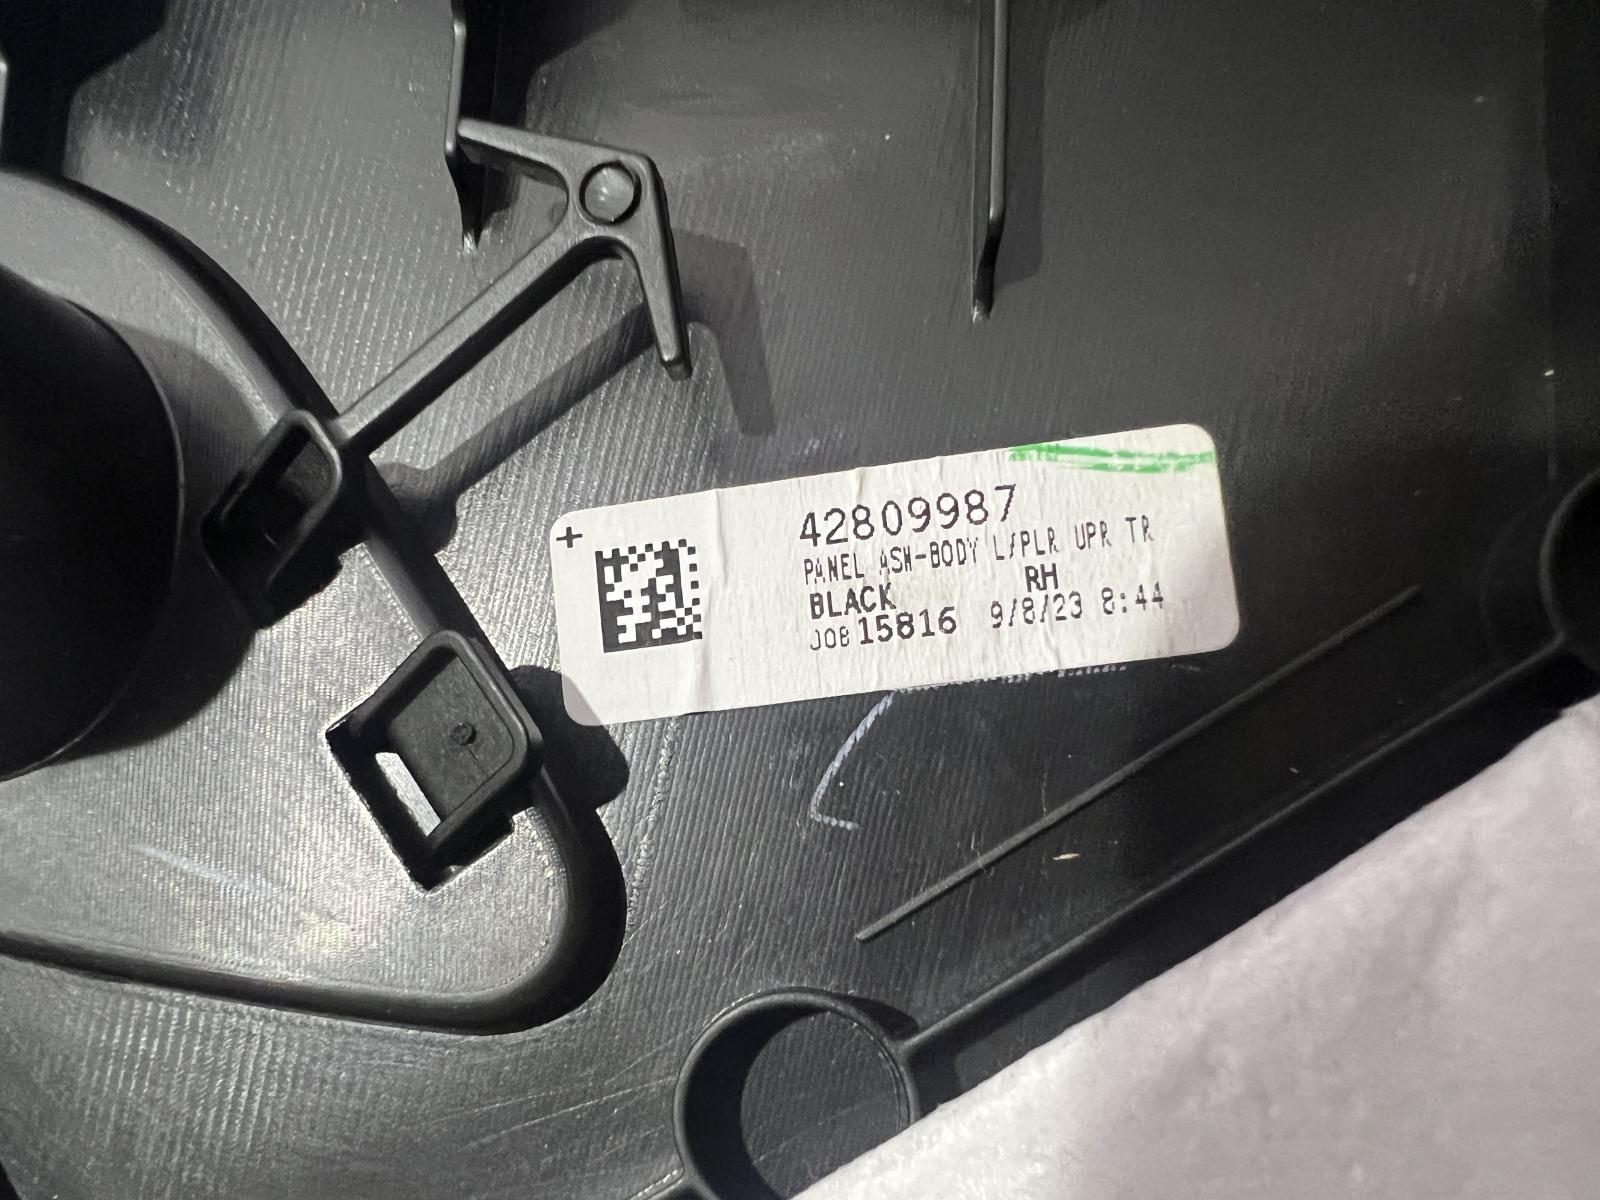 42809987
PANEL ASM-BODY L/PLR UPR TR
BLACK RH
JOB 15816 9/8/23 8:44